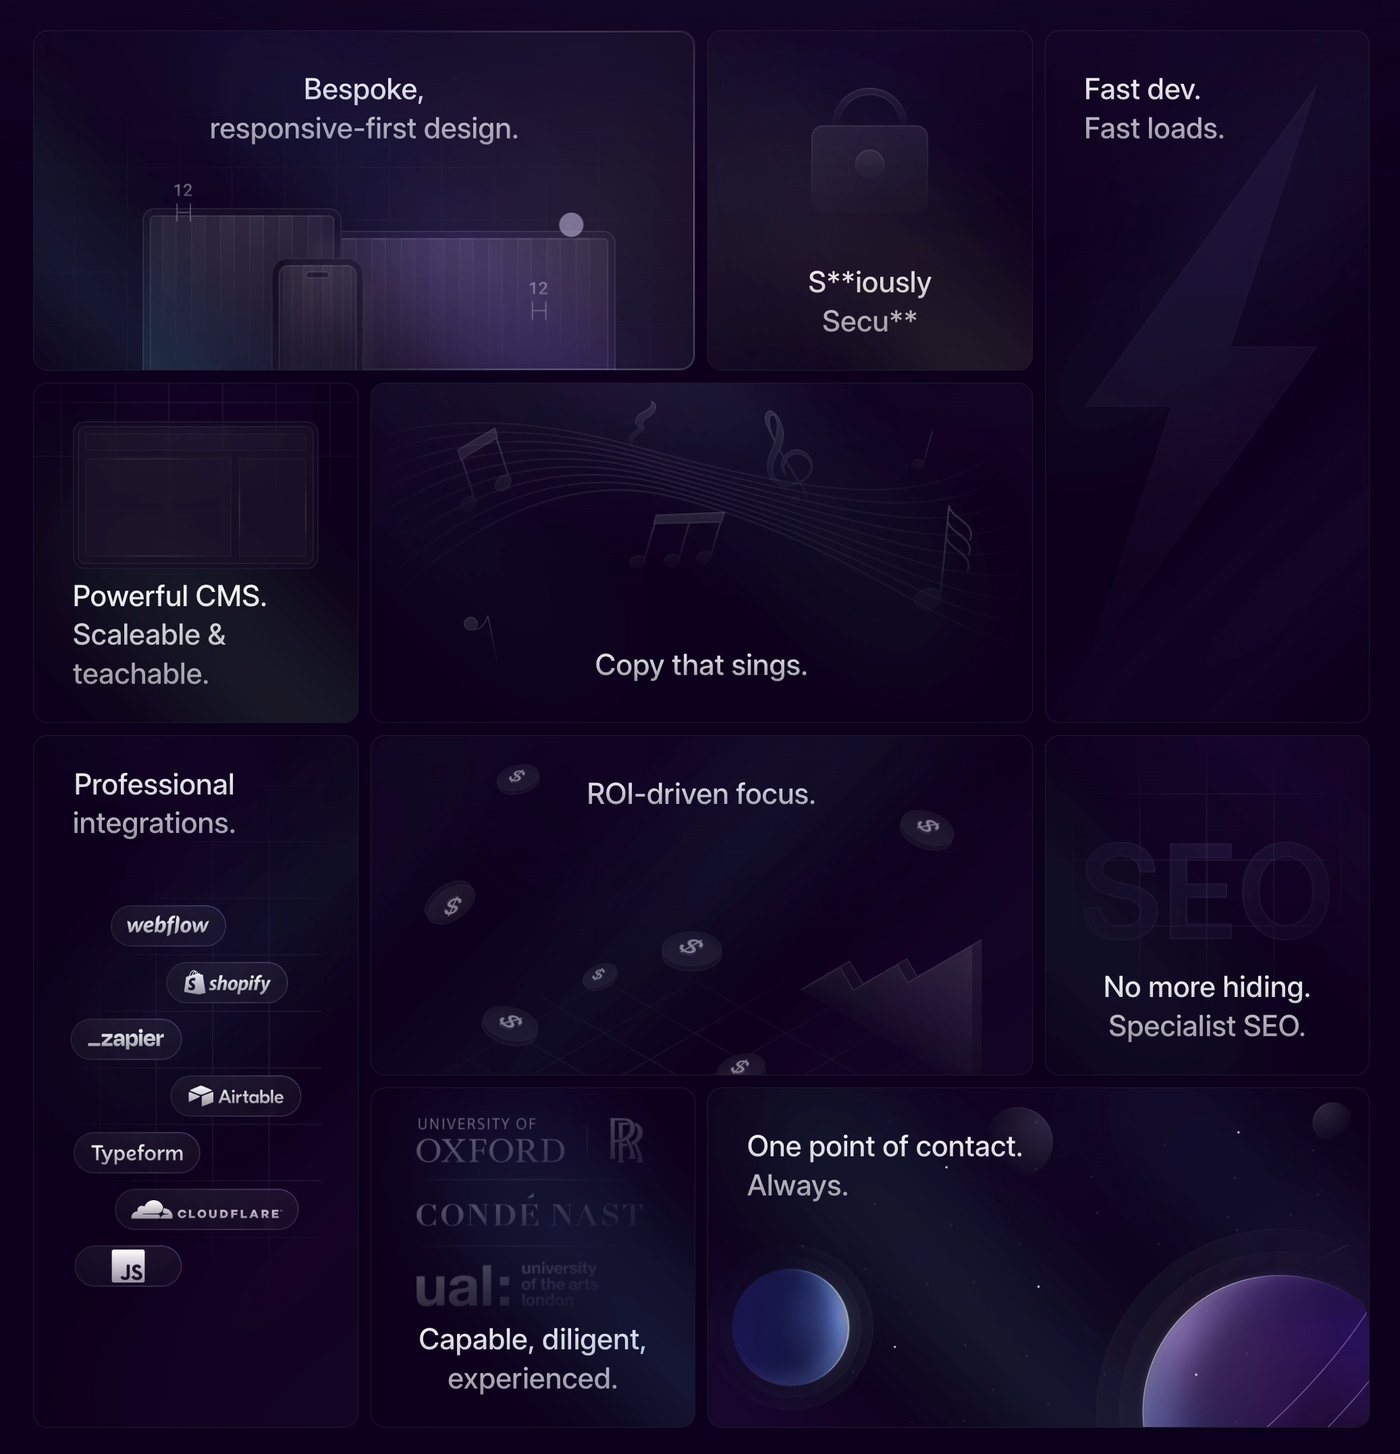 Bespoke,
responsive-first design.
12
12
S**iously
Secu**
Fast dev.
Fast loads.
Powerful CMS.
Scaleable &
teachable.
Copy that sings.
Professional
integrations.
webflow
shopify
_zapier
Airtable
Typeform
CLOUDFLARE
JS
ROI-driven focus.
$
$
$
$
$
$
$
SEO
No more hiding.
Specialist SEO.
UNIVERSITY OF
OXFORD
RR
CONDÉ NAST
ual:
university
of the arts
london
Capable, diligent,
experienced.
One point of contact.
Always.